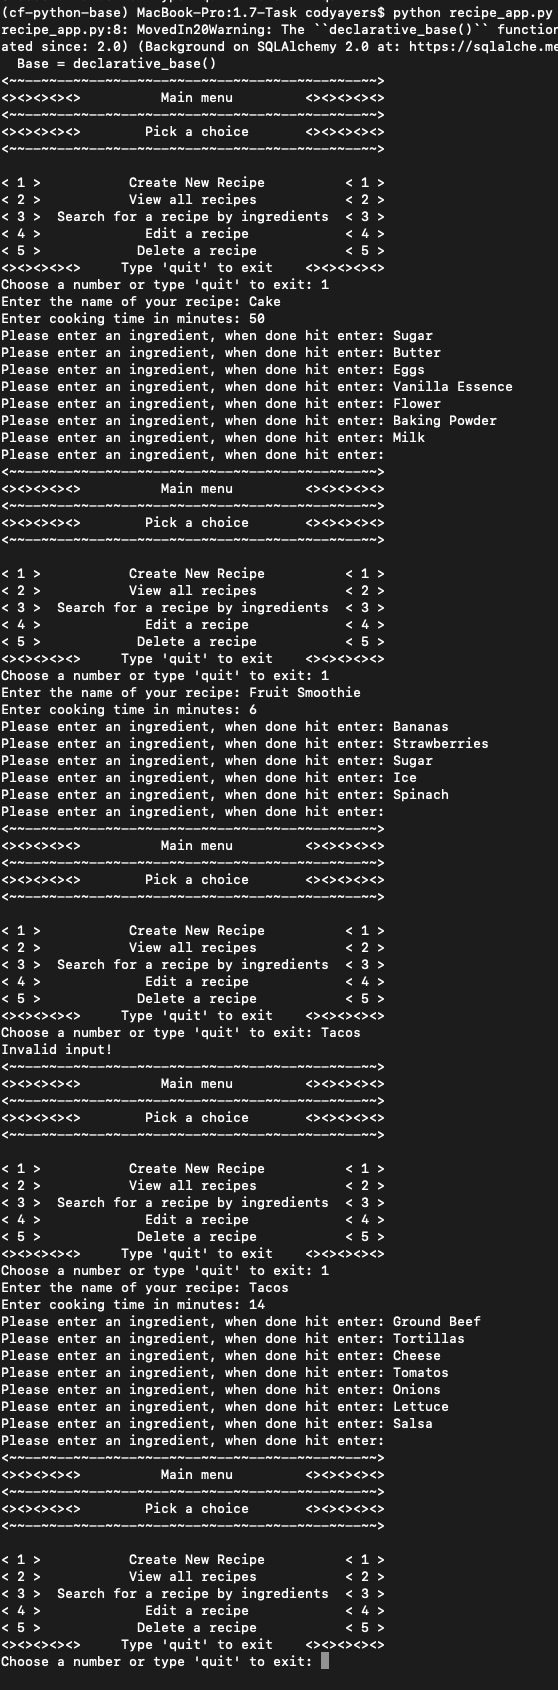 (cf-python-base) MacBook-Pro:1.7-Task codyayers$ python recipe_app.py
recipe_app.py:8: MovedIn20Warning: The ``declarative_base()`` function
ated since: 2.0) (Background on SQLAlchemy 2.0 at: https://sqlalche.me
  Base = declarative_base()
<~~—~~—~~—~~—~~—~~—~~—~~—~~—~~—~~—~~—~~—~~—~~—~~>
<><><><><>          Main menu         <><><><><>
<~~—~~—~~—~~—~~—~~—~~—~~—~~—~~—~~—~~—~~—~~—~~—~~>
<><><><><>        Pick a choice       <><><><><>
<~~—~~—~~—~~—~~—~~—~~—~~—~~—~~—~~—~~—~~—~~—~~—~~>
< 1 >           Create New Recipe          < 1 >
< 2 >           View all recipes           < 2 >
< 3 >  Search for a recipe by ingredients  < 3 >
< 4 >             Edit a recipe            < 4 >
< 5 >            Delete a recipe           < 5 >
<><><><><>     Type 'quit' to exit    <><><><><>
Choose a number or type 'quit' to exit: 1
Enter the name of your recipe: Cake
Enter cooking time in minutes: 50
Please enter an ingredient, when done hit enter: Sugar
Please enter an ingredient, when done hit enter: Butter
Please enter an ingredient, when done hit enter: Eggs
Please enter an ingredient, when done hit enter: Vanilla Essence
Please enter an ingredient, when done hit enter: Flower
Please enter an ingredient, when done hit enter: Baking Powder
Please enter an ingredient, when done hit enter: Milk
Please enter an ingredient, when done hit enter:
<~~—~~—~~—~~—~~—~~—~~—~~—~~—~~—~~—~~—~~—~~—~~—~~>
<><><><><>          Main menu         <><><><><>
<~~—~~—~~—~~—~~—~~—~~—~~—~~—~~—~~—~~—~~—~~—~~—~~>
<><><><><>        Pick a choice       <><><><><>
<~~—~~—~~—~~—~~—~~—~~—~~—~~—~~—~~—~~—~~—~~—~~—~~>
< 1 >           Create New Recipe          < 1 >
< 2 >           View all recipes           < 2 >
< 3 >  Search for a recipe by ingredients  < 3 >
< 4 >             Edit a recipe            < 4 >
< 5 >            Delete a recipe           < 5 >
<><><><><>     Type 'quit' to exit    <><><><><>
Choose a number or type 'quit' to exit: 1
Enter the name of your recipe: Fruit Smoothie
Enter cooking time in minutes: 6
Please enter an ingredient, when done hit enter: Bananas
Please enter an ingredient, when done hit enter: Strawberries
Please enter an ingredient, when done hit enter: Sugar
Please enter an ingredient, when done hit enter: Ice
Please enter an ingredient, when done hit enter: Spinach
Please enter an ingredient, when done hit enter:
<~~—~~—~~—~~—~~—~~—~~—~~—~~—~~—~~—~~—~~—~~—~~—~~>
<><><><><>          Main menu         <><><><><>
<~~—~~—~~—~~—~~—~~—~~—~~—~~—~~—~~—~~—~~—~~—~~—~~>
<><><><><>        Pick a choice       <><><><><>
<~~—~~—~~—~~—~~—~~—~~—~~—~~—~~—~~—~~—~~—~~—~~—~~>
< 1 >           Create New Recipe          < 1 >
< 2 >           View all recipes           < 2 >
< 3 >  Search for a recipe by ingredients  < 3 >
< 4 >             Edit a recipe            < 4 >
< 5 >            Delete a recipe           < 5 >
<><><><><>     Type 'quit' to exit    <><><><><>
Choose a number or type 'quit' to exit: Tacos
Invalid input!
<~~—~~—~~—~~—~~—~~—~~—~~—~~—~~—~~—~~—~~—~~—~~—~~>
<><><><><>          Main menu         <><><><><>
<~~—~~—~~—~~—~~—~~—~~—~~—~~—~~—~~—~~—~~—~~—~~—~~>
<><><><><>        Pick a choice       <><><><><>
<~~—~~—~~—~~—~~—~~—~~—~~—~~—~~—~~—~~—~~—~~—~~—~~>
< 1 >           Create New Recipe          < 1 >
< 2 >           View all recipes           < 2 >
< 3 >  Search for a recipe by ingredients  < 3 >
< 4 >             Edit a recipe            < 4 >
< 5 >            Delete a recipe           < 5 >
<><><><><>     Type 'quit' to exit    <><><><><>
Choose a number or type 'quit' to exit: 1
Enter the name of your recipe: Tacos
Enter cooking time in minutes: 14
Please enter an ingredient, when done hit enter: Ground Beef
Please enter an ingredient, when done hit enter: Tortillas
Please enter an ingredient, when done hit enter: Cheese
Please enter an ingredient, when done hit enter: Tomatos
Please enter an ingredient, when done hit enter: Onions
Please enter an ingredient, when done hit enter: Lettuce
Please enter an ingredient, when done hit enter: Salsa
Please enter an ingredient, when done hit enter:
<~~—~~—~~—~~—~~—~~—~~—~~—~~—~~—~~—~~—~~—~~—~~—~~>
<><><><><>          Main menu         <><><><><>
<~~—~~—~~—~~—~~—~~—~~—~~—~~—~~—~~—~~—~~—~~—~~—~~>
<><><><><>        Pick a choice       <><><><><>
<~~—~~—~~—~~—~~—~~—~~—~~—~~—~~—~~—~~—~~—~~—~~—~~>
< 1 >           Create New Recipe          < 1 >
< 2 >           View all recipes           < 2 >
< 3 >  Search for a recipe by ingredients  < 3 >
< 4 >             Edit a recipe            < 4 >
< 5 >            Delete a recipe           < 5 >
<><><><><>     Type 'quit' to exit    <><><><><>
Choose a number or type 'quit' to exit: